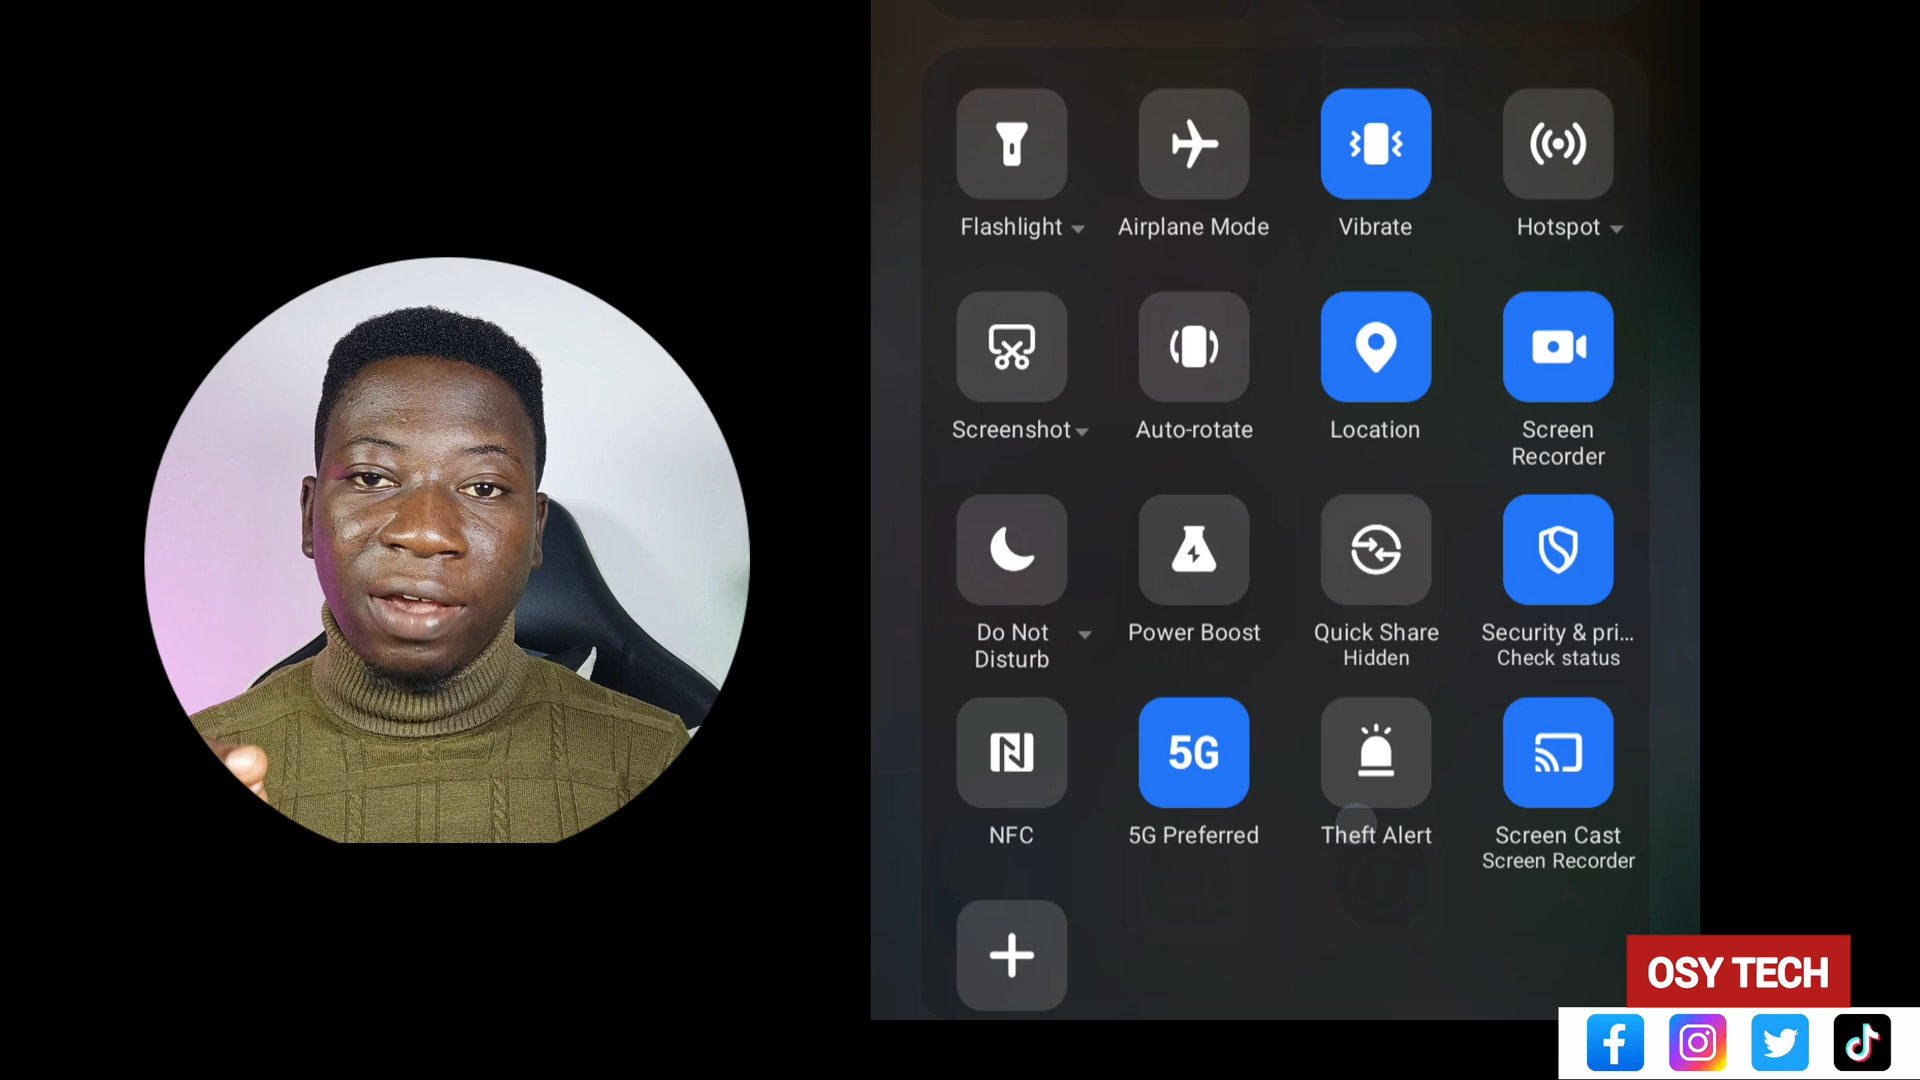 Flashlight
Airplane Mode
Vibrate
Hotspot
Screenshot
Auto-rotate
Location
Screen
Recorder
Do Not
Disturb
Power Boost
Quick Share
Hidden
Security & pri...
Check status
NFC
5G
5G Preferred
Theft Alert
Screen Cast
Screen Recorder
OSY TECH